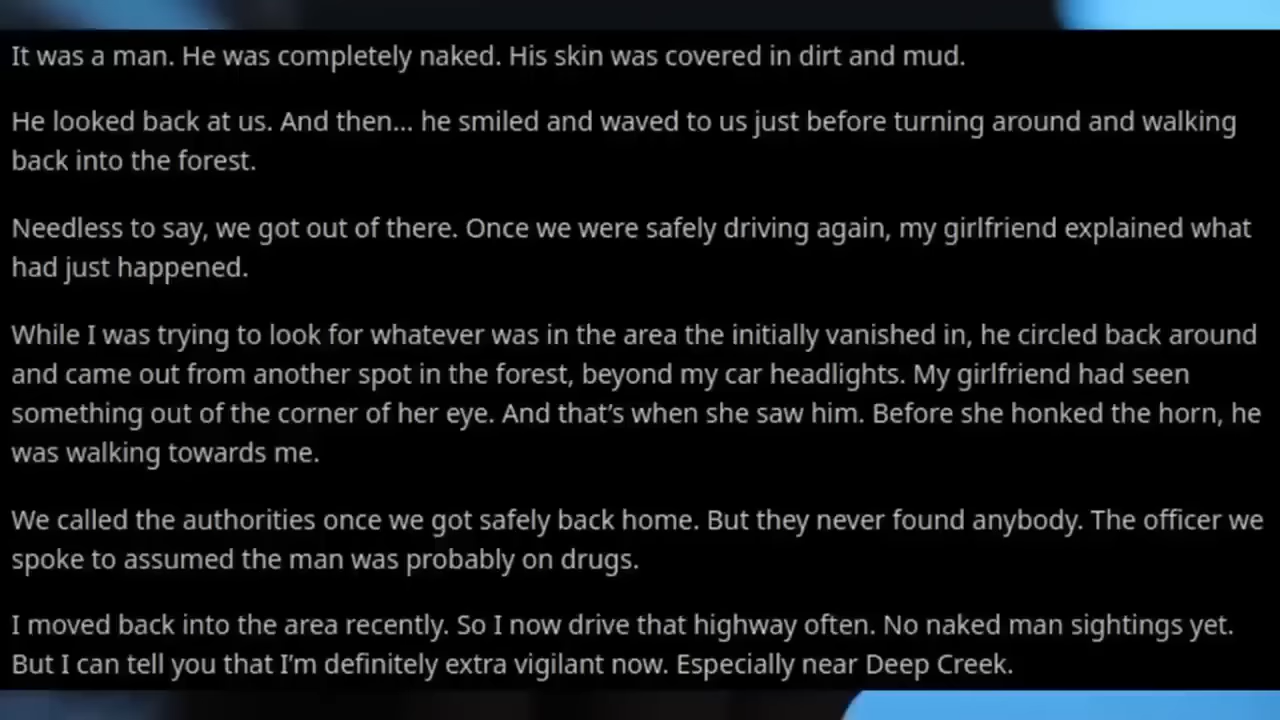 It was a man. He was completely naked. His skin was covered in dirt and mud.
He looked back at us. And then... he smiled and waved to us just before turning around and walking
back into the forest.
Needless to say, we got out of there. Once we were safely driving again, my girlfriend explained what
had just happened.
While I was trying to look for whatever was in the area the initially vanished in, he circled back around
and came out from another spot in the forest, beyond my car headlights. My girlfriend had seen
something out of the corner of her eye. And that’s when she saw him. Before she honked the horn, he
was walking towards me.
We called the authorities once we got safely back home. But they never found anybody. The officer we
spoke to assumed the man was probably on drugs.
I moved back into the area recently. So I now drive that highway often. No naked man sightings yet.
But I can tell you that I’m definitely extra vigilant now. Especially near Deep Creek.